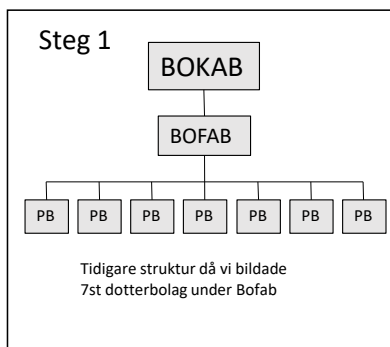 Steg 1
BOKAB
BOFAB
PB PB PB PB PB PB PB
Tidigare struktur då vi bildade
7st dotterbolag under Bofab